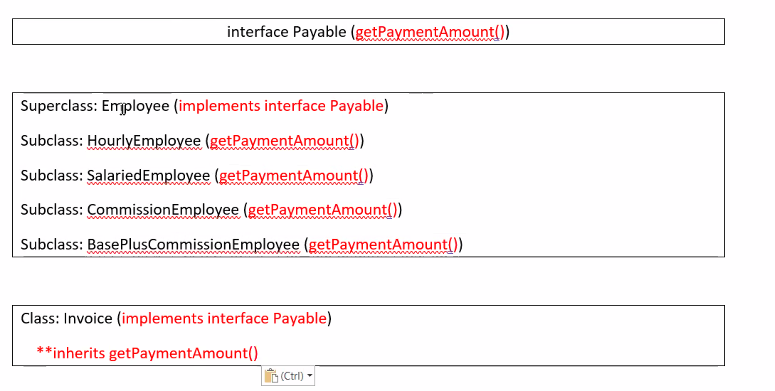 interface Payable (getPaymentAmount())
Superclass: Employee (implements interface Payable)
Subclass: HourlyEmployee (getPaymentAmount())
Subclass: SalariedEmployee (getPaymentAmount())
Subclass: CommissionEmployee (getPaymentAmount())
Subclass: BasePlusCommissionEmployee (getPaymentAmount())
Class: Invoice (implements interface Payable)
**inherits getPaymentAmount()
(Ctrl)